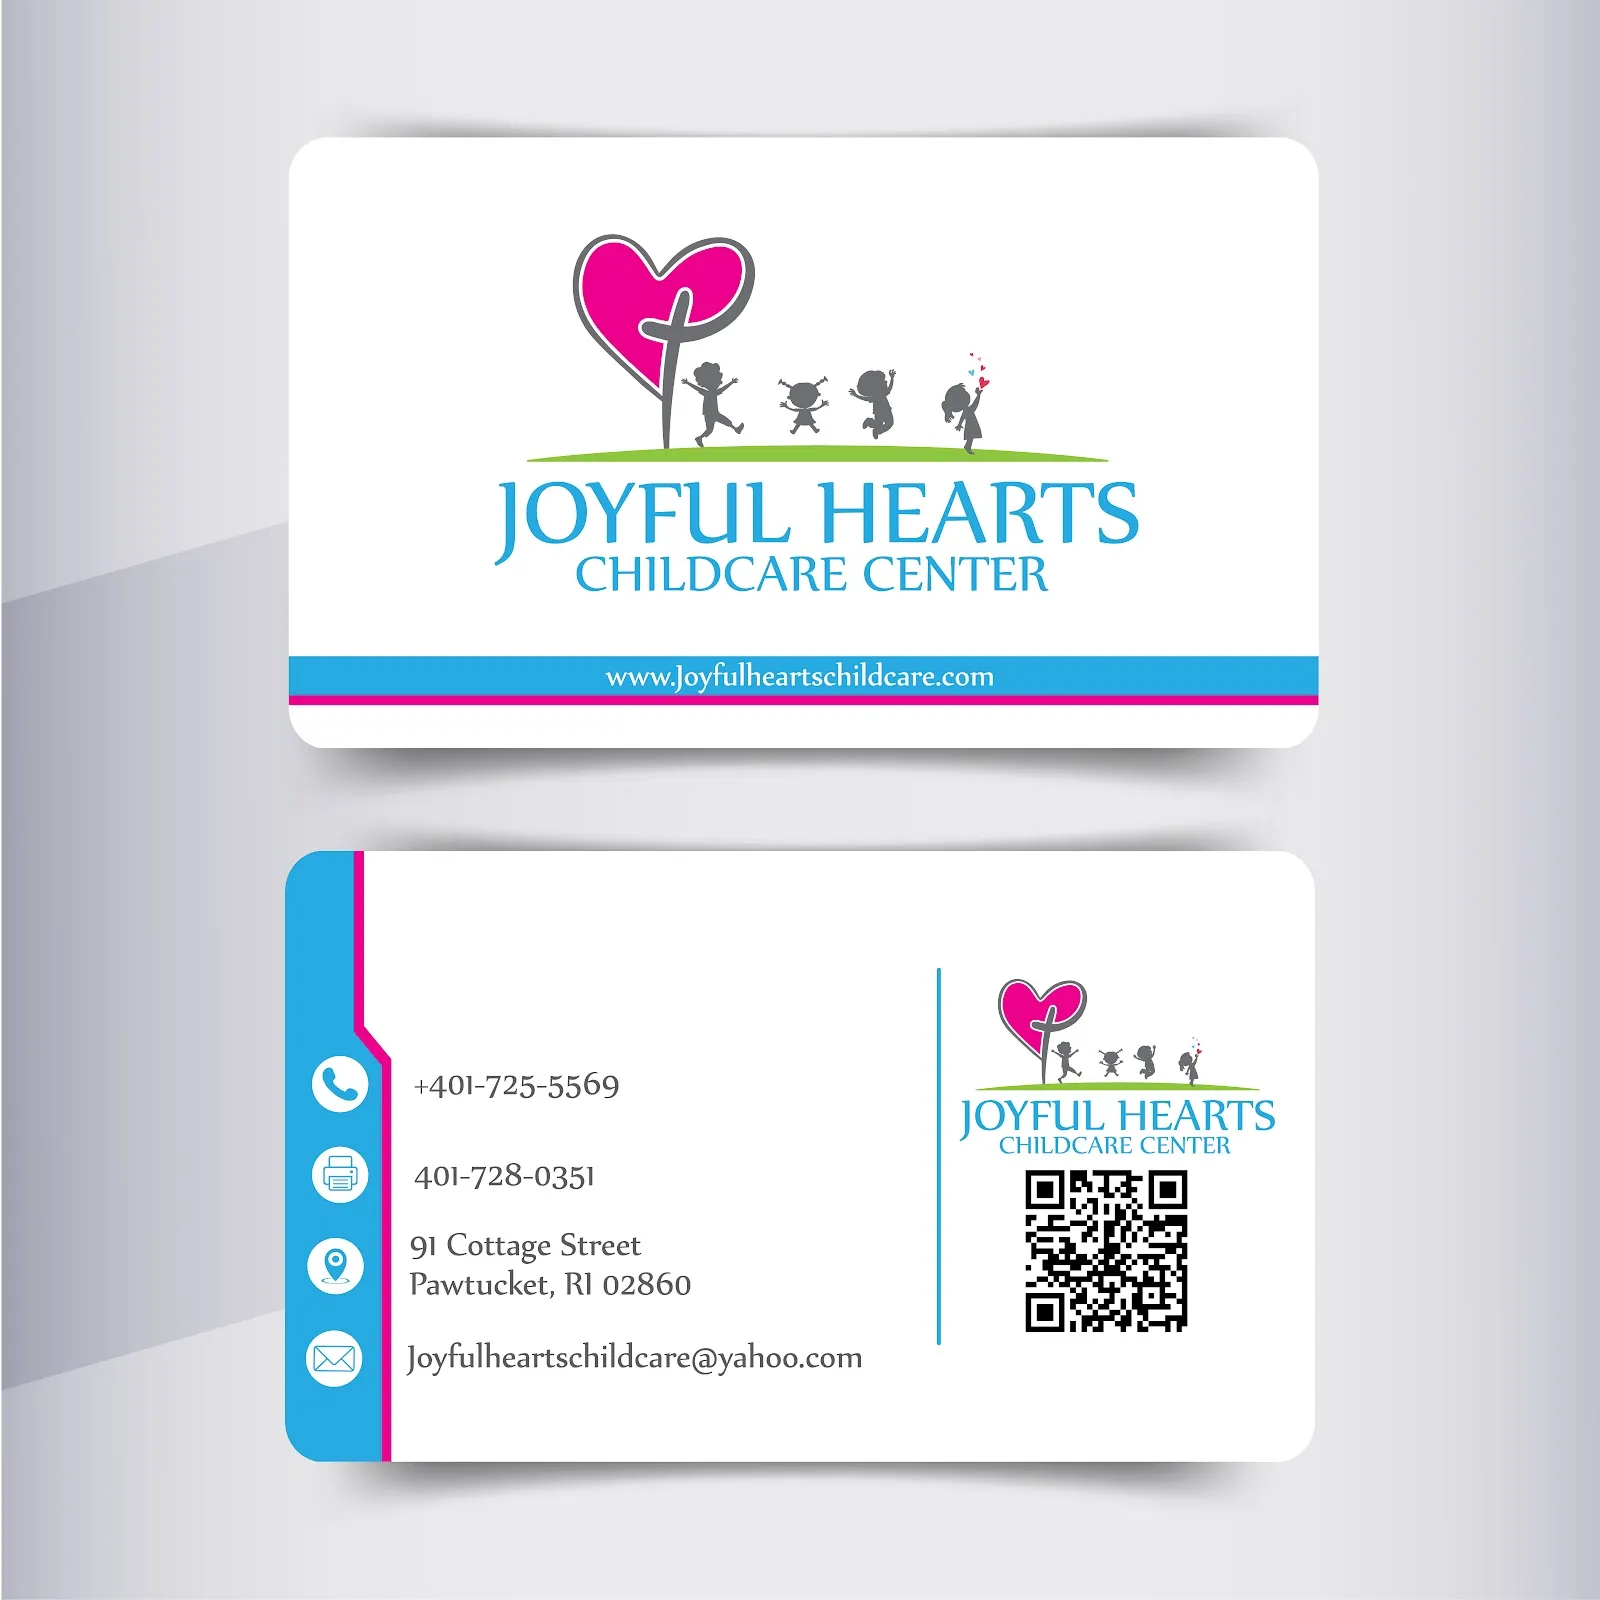 JOYFUL HEARTS
CHILDCARE CENTER
www.Joyfulheartschildcare.com
+401-725-5569
401-728-0351
91 Cottage Street
Pawtucket, RI 02860
Joyfulheartschildcare@yahoo.com
JOYFUL HEARTS
CHILDCARE CENTER